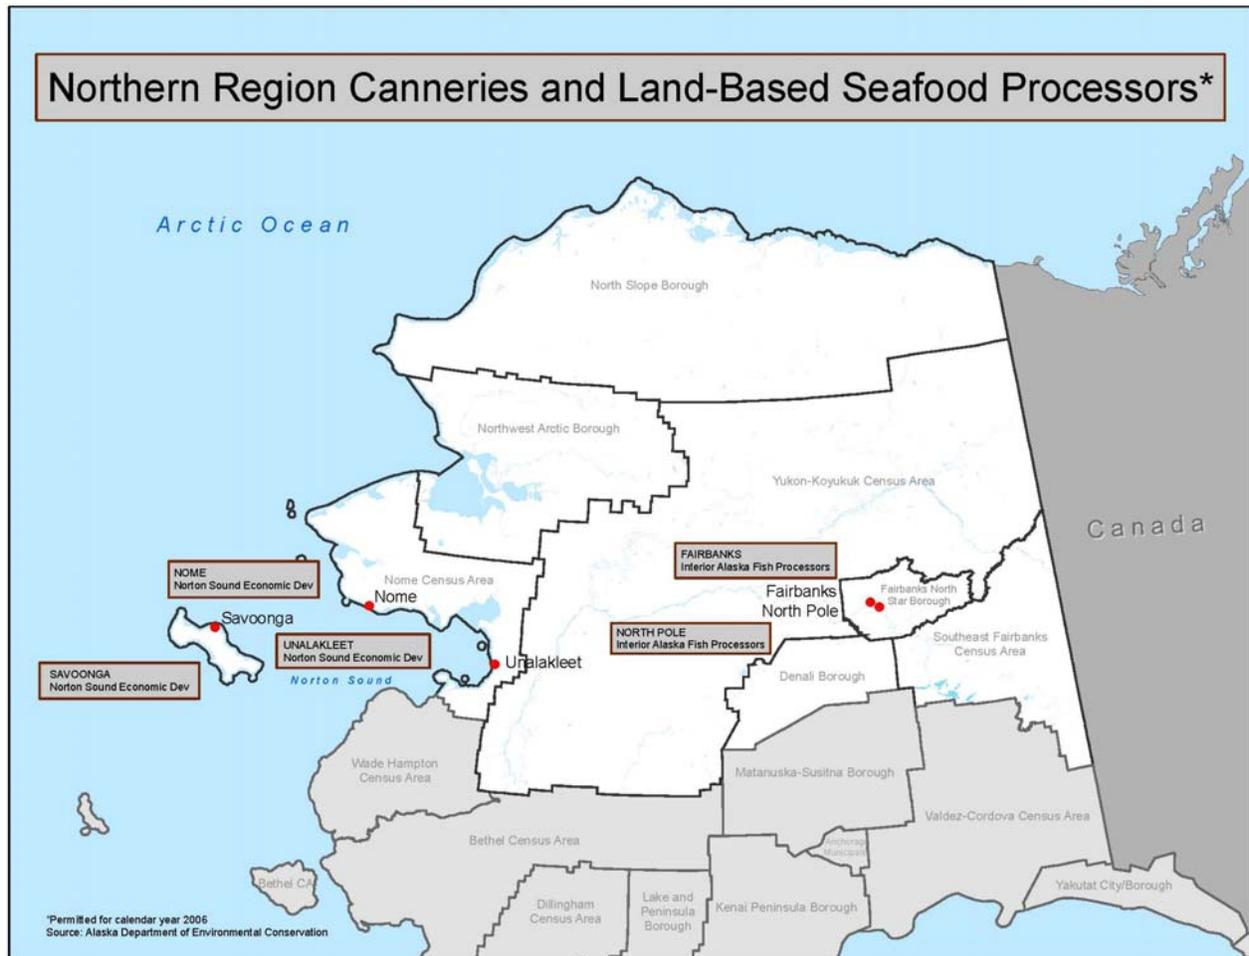 Northern Region Canneries and Land-Based Seafood Processors*
Arctic Ocean
North Slope Borough
Northwest Arctic Borough
Yukon-Koyukuk Census Area
Canada
NOME
Norton Sound Economic Dev
Nome Census Area
Nome
Savoonga
UNALAKLEET
Norton Sound Economic Dev
Unalakleet
Norton Sound
SAVOONGA
Norton Sound Economic Dev
FAIRBANKS
Interior Alaska Fish Processors
Fairbanks
North Pole
Fairbanks North
Star Borough
NORTH POLE
Interior Alaska Fish Processors
Southeast Fairbanks
Census Area
Denali Borough
Wade Hampton
Census Area
Matanuska-Susitna Borough
Valdez-Cordova Census Area
Bethel Census Area
Anchorage
Municipality
Bethel CA
Dillingham
Census Area
Lake and
Peninsula
Borough
Kenai Peninsula Borough
Yakutat City/Borough
*Permitted for calendar year 2006
Source: Alaska Department of Environmental Conservation